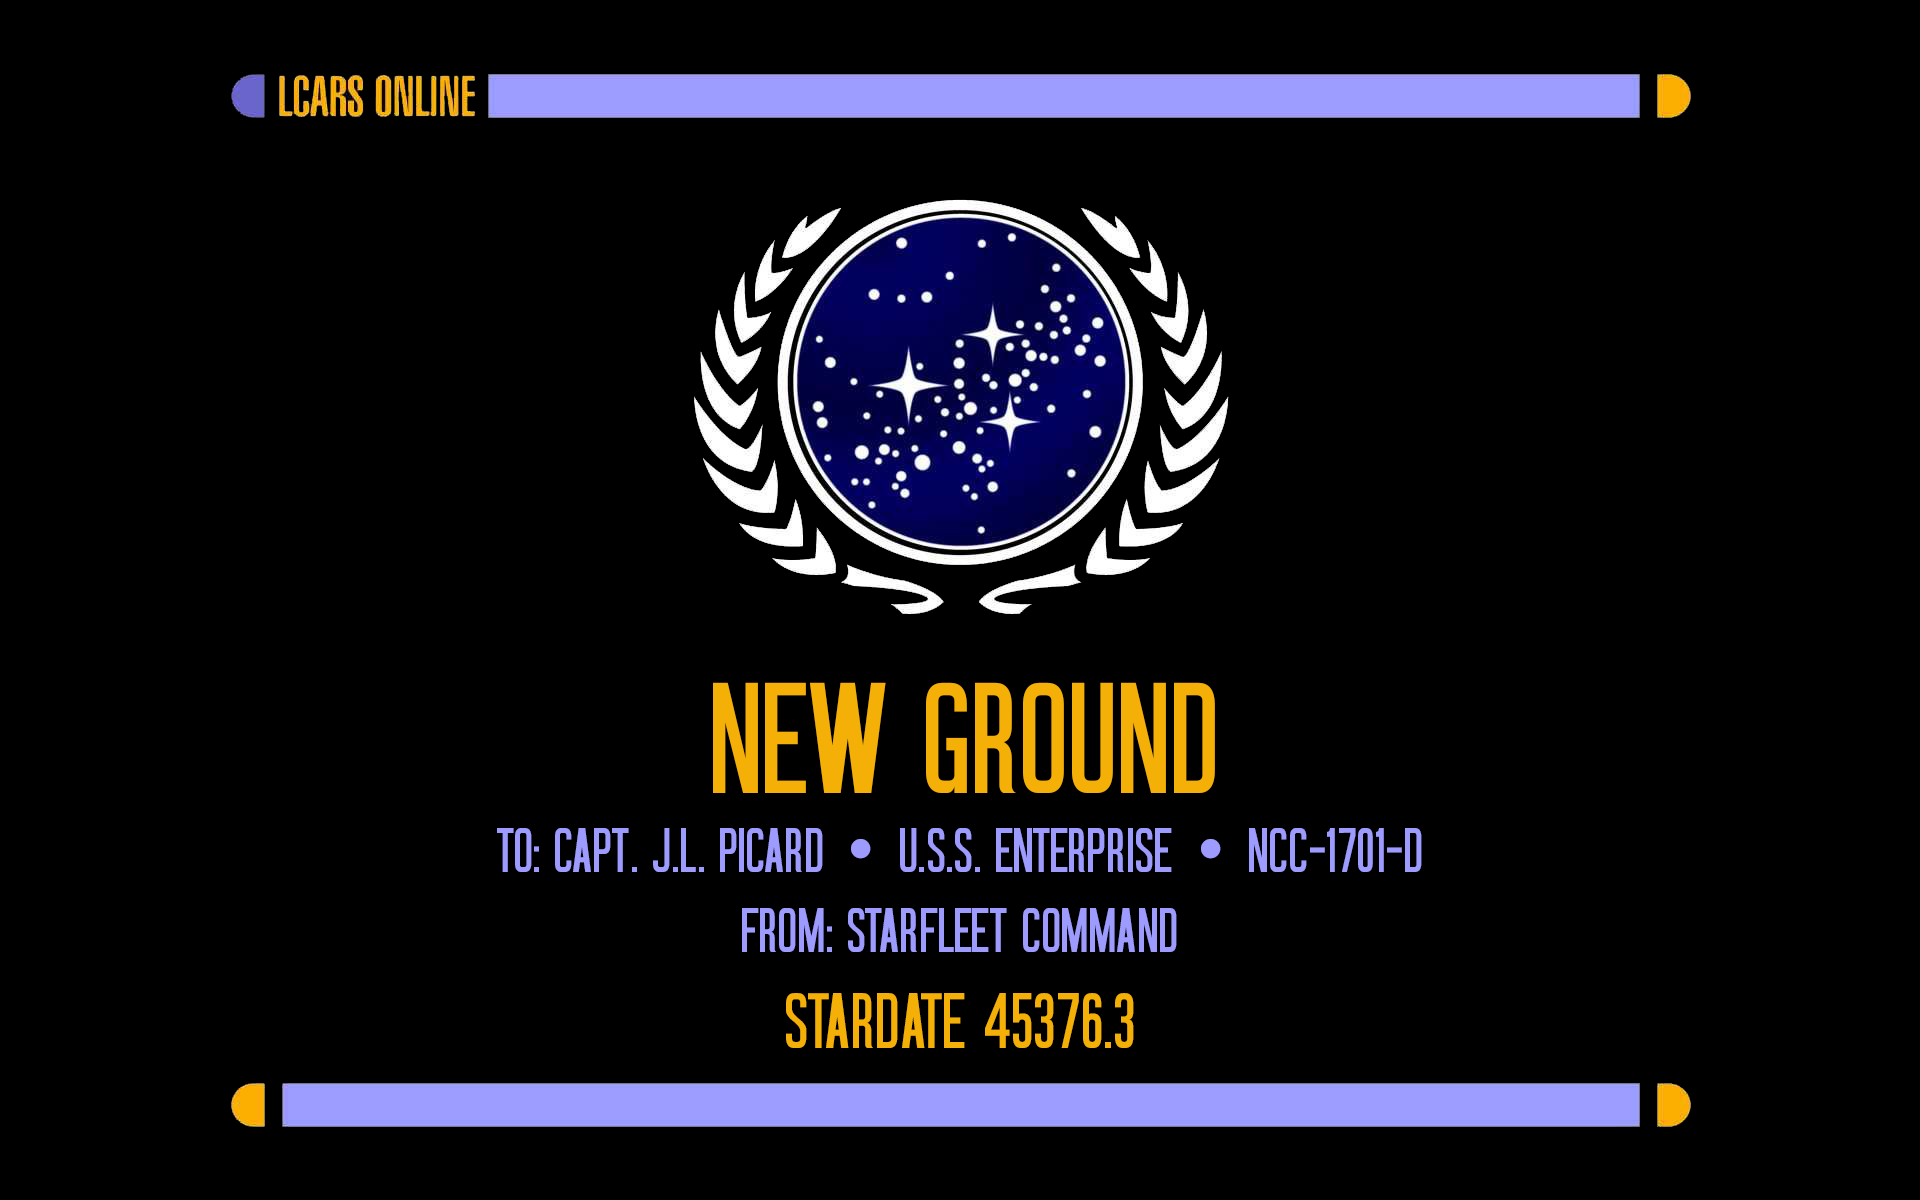 LCARS ONLINE
NEW GROUND
TO: CAPT. J.L. PICARD • U.S.S. ENTERPRISE • NCC-1701-D
FROM: STARFLEET COMMAND
STARDATE 45376.3